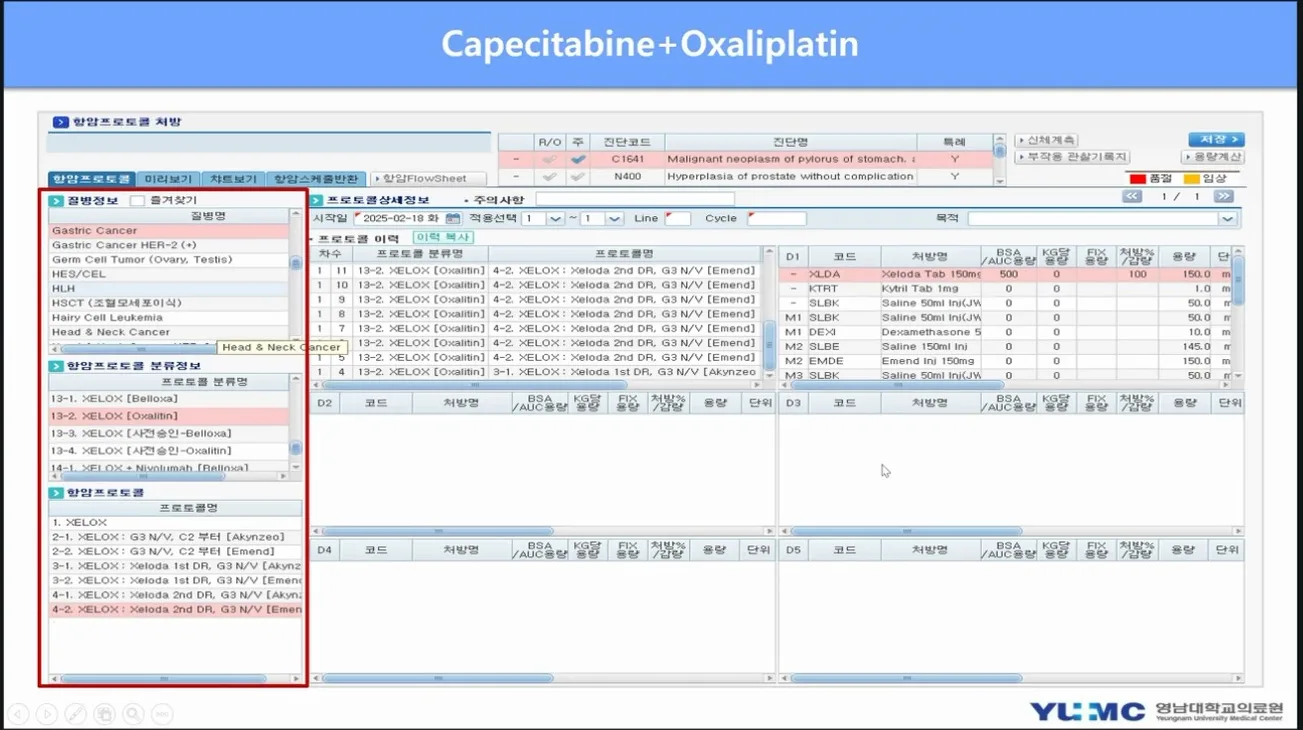 Capecitabine+Oxaliplatin
항암프로토콜 처방
R/O 주 진단코드 진단명 특례
- C1641 Malignant neoplasm of pylorus of stomach, a Y
- N400 Hyperplasia of prostate without complication Y
신체계측 저장
부작용 관찰기록지 용량계산
항암프로토콜 미리보기 챠트보기 항암스케줄반환 항암FlowSheet
품절 임상
질병정보 즐겨찾기
질병명
Gastric Cancer
Gastric Cancer HER-2 (+)
Germ Cell Tumor (Ovary, Testis)
HES/CEL
HLH
HSCT (조혈모세포이식)
Hairy Cell Leukemia
Head & Neck Cancer
Head & Neck Cancer
항암프로토콜 분류정보
프로토콜 분류명
13-1. XELOX [Belloxa]
13-2. XELOX [Oxalitin]
13-3. XELOX [사전승인-Belloxa]
13-4. XELOX [사전승인-Oxalitin]
14-1. XELOX + Nivolumab [Belloxa]
항암프로토콜
프로토콜명
1. XELOX
2-1. XELOX : G3 N/V, C2 부터 [Akynzeo]
2-2. XELOX : G3 N/V, C2 부터 [Emend]
3-1. XELOX : Xeloda 1st DR, G3 N/V [Akynz
3-2. XELOX : Xeloda 1st DR, G3 N/V [Emenc
4-1. XELOX : Xeloda 2nd DR, G3 N/V [Akyn:
4-2. XELOX : Xeloda 2nd DR, G3 N/V [Emen
프로토콜상세정보 • 주의사항 1 / 1
시작일 2025-02-18 화 적용선택 1 ~ 1 Line Cycle 목적
프로토콜 이력 이력 복사
차수 프로토콜 분류명 프로토콜명
1 11 13-2. XELOX [Oxalitin] 4-2. XELOX : Xeloda 2nd DR, G3 N/V [Emend]
1 10 13-2. XELOX [Oxalitin] 4-2. XELOX : Xeloda 2nd DR, G3 N/V [Emend]
1 9 13-2. XELOX [Oxalitin] 4-2. XELOX : Xeloda 2nd DR, G3 N/V [Emend]
1 8 13-2. XELOX [Oxalitin] 4-2. XELOX : Xeloda 2nd DR, G3 N/V [Emend]
1 7 13-2. XELOX [Oxalitin] 4-2. XELOX : Xeloda 2nd DR, G3 N/V [Emend]
13-2. XELOX [Oxalitin] 4-2. XELOX : Xeloda 2nd DR, G3 N/V [Emend]
1 5 13-2. XELOX [Oxalitin] 4-2. XELOX : Xeloda 2nd DR, G3 N/V [Emend]
1 4 13-2. XELOX [Oxalitin] 3-1. XELOX : Xeloda 1st DR, G3 N/V [Akynzeo
D1 코드 처방명 BSA/AUC용량 KG당 용량 FIX 용량 처방%/감량 용량 단
- XLDA Xeloda Tab 150mg 500 0 100 150.0 m
- KTRT Kytril Tab 1mg 0 0 1.0 m
- SLBK Saline 50ml Inj(JW 0 0 50.0 m
M1 SLBK Saline 50ml Inj(JW 0 0 50.0 m
M1 DEXI Dexamethasone 5 0 0 10.0 m
M2 SLBE Saline 150ml Inj 0 0 145.0 m
M2 EMDE Emend Inj 150mg 0 0 150.0 m
M3 SLBK Saline 50ml Inj(JW 0 0 50.0 m
D2 코드 처방명 BSA/AUC용량 KG당 용량 FIX 용량 처방%/감량 용량 단위
D3 코드 처방명 BSA/AUC용량 KG당 용량 FIX 용량 처방%/감량 용량 단위
D4 코드 처방명 BSA/AUC용량 KG당 용량 FIX 용량 처방%/감량 용량 단위
D5 코드 처방명 BSA/AUC용량 KG당 용량 FIX 용량 처방%/감량 용량 단위
YUMC 영남대학교의료원
Yeungnam University Medical Center